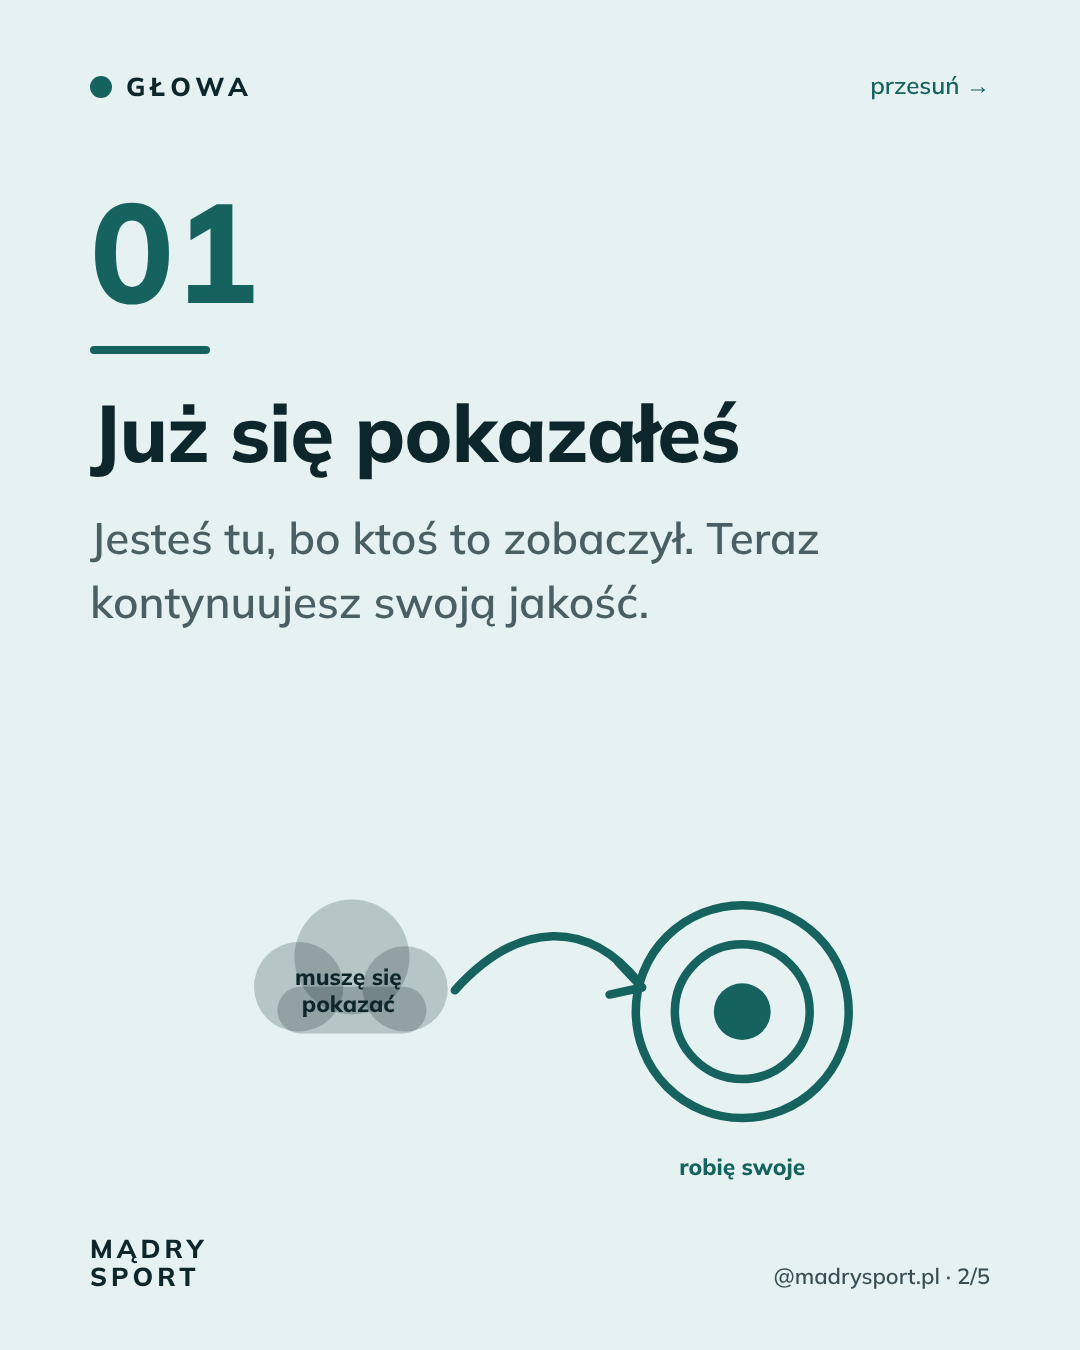 GŁOWA
przesuń →
01
Już się pokazałeś
Jesteś tu, bo ktoś to zobaczył. Teraz
kontynuujesz swoją jakość.
muszę się
pokazać
robię swoje
MĄDRY
SPORT
@madrysport.pl · 2/5